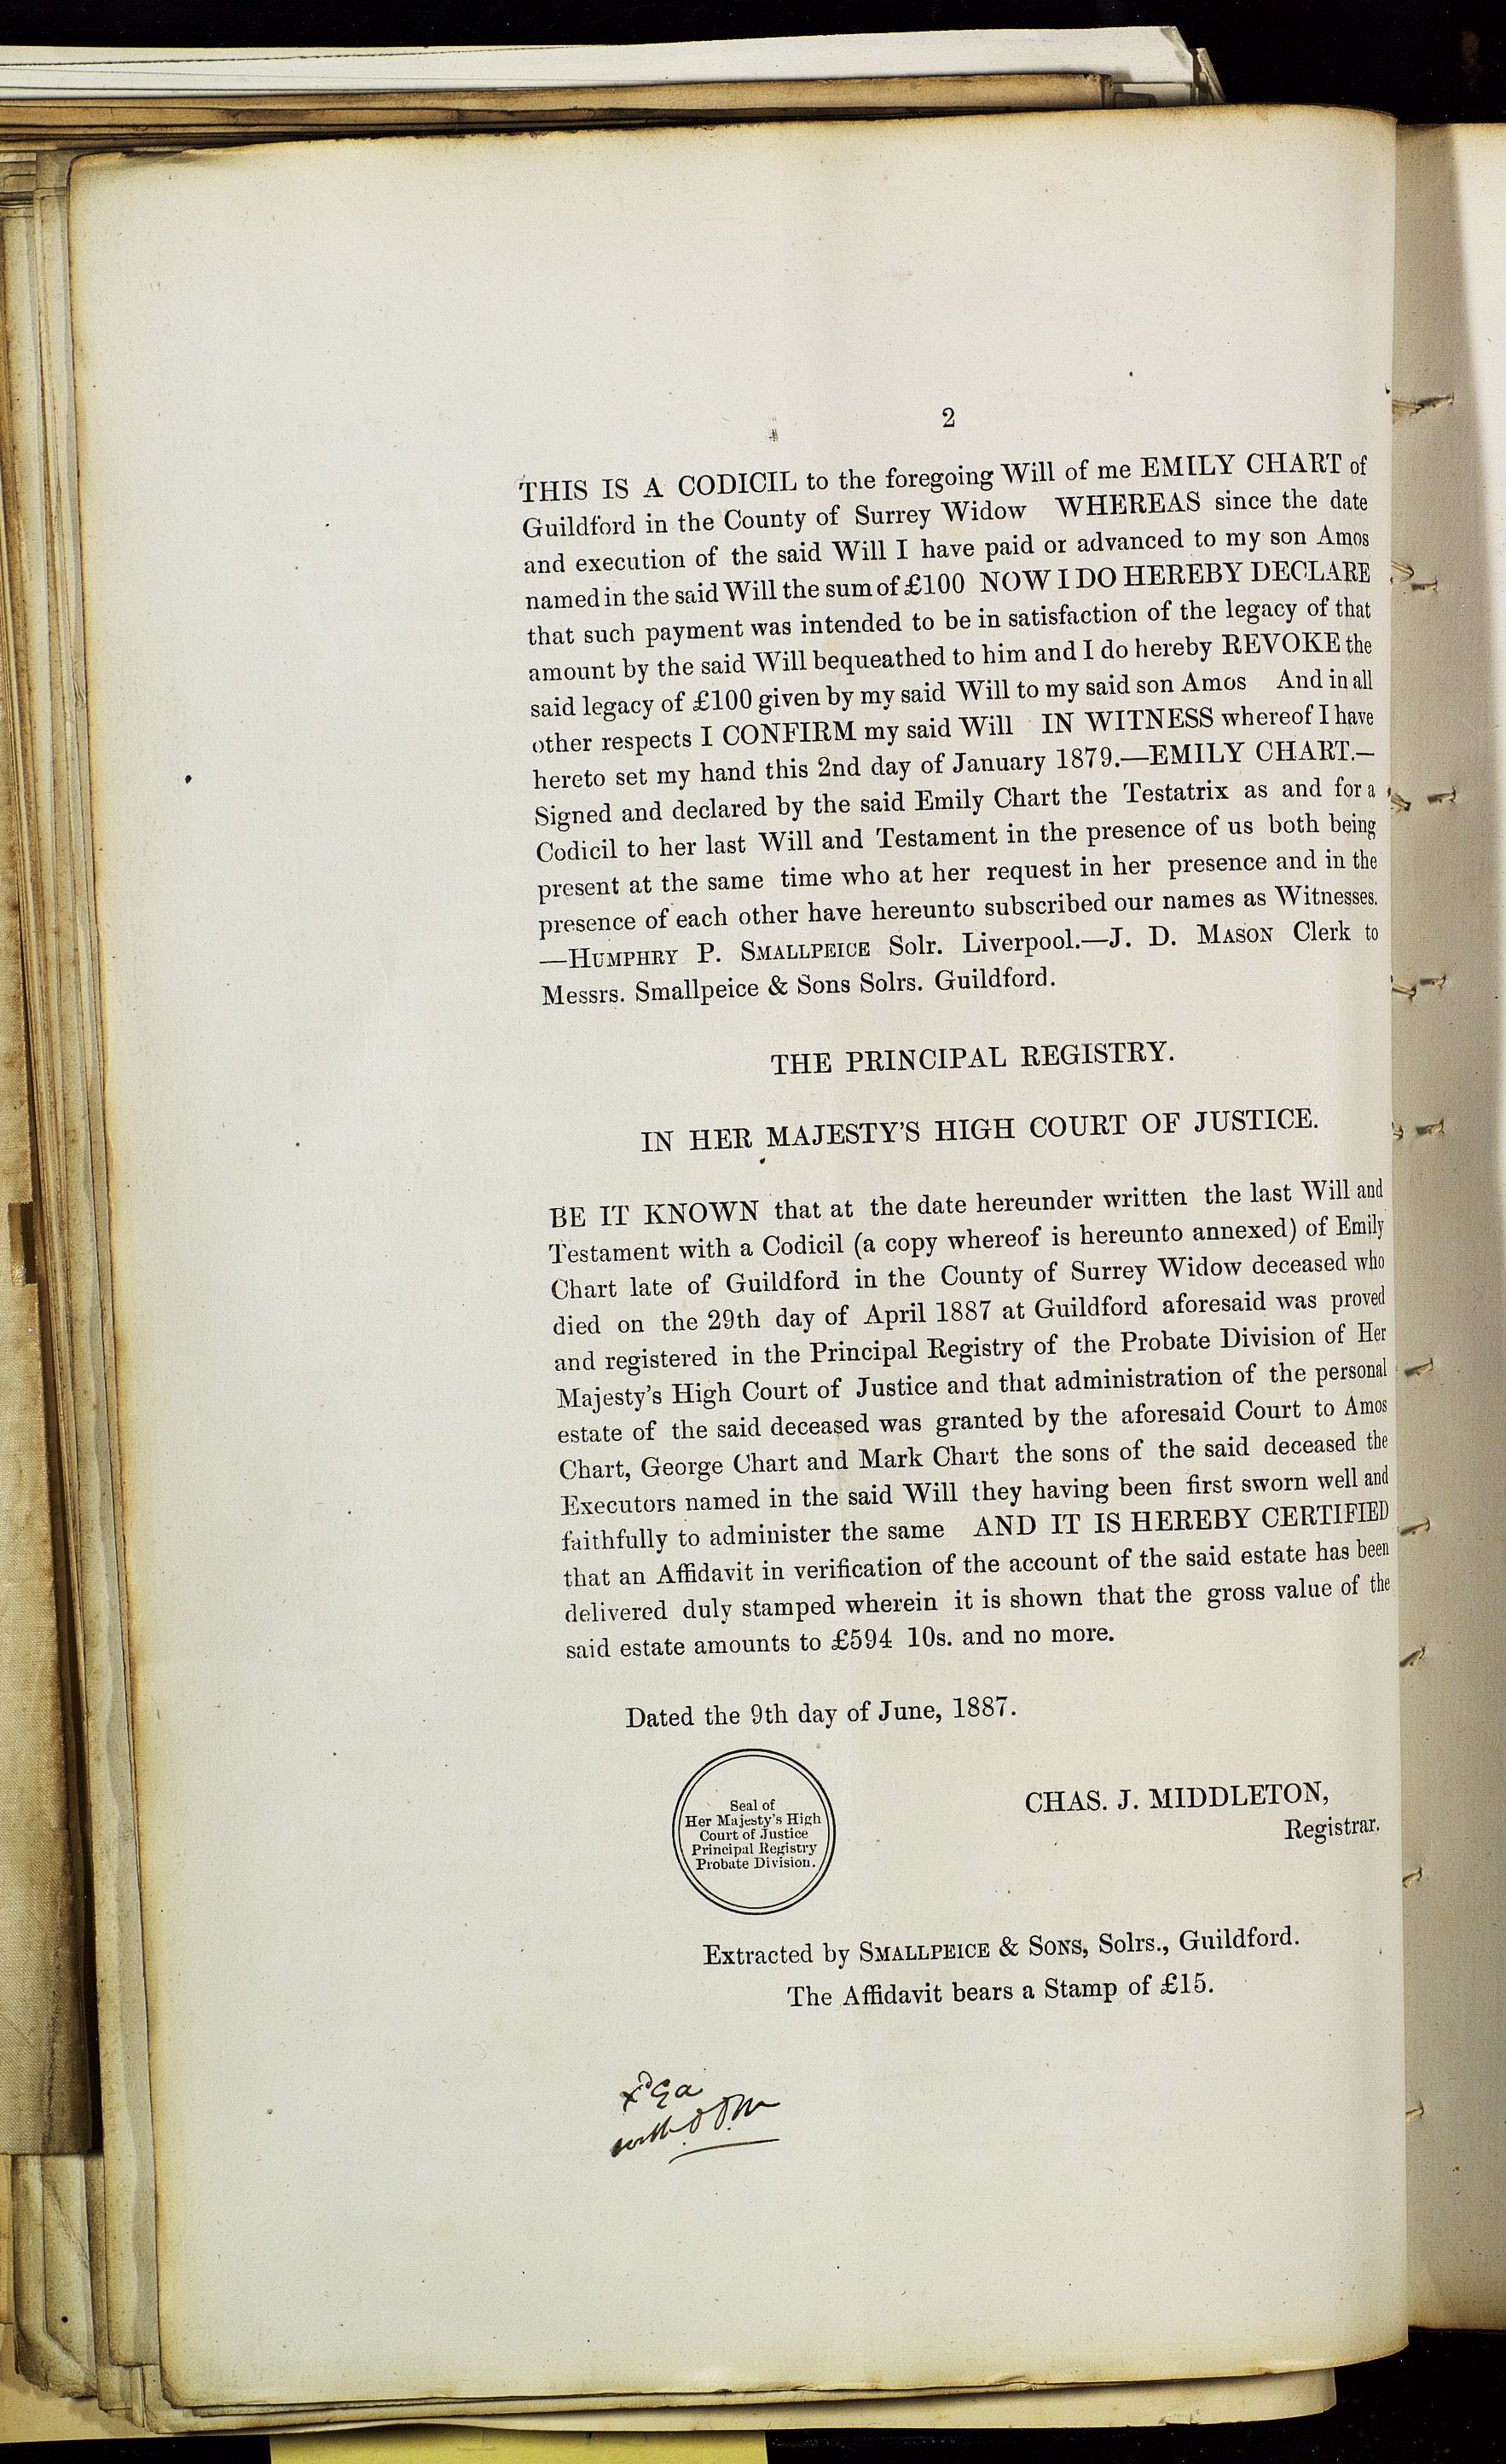 2
THIS IS A CODICIL to the foregoing Will of me EMILY CHART of
Guildford in the County of Surrey Widow WHEREAS since the date
and execution of the said Will I have paid or advanced to my son Amos
named in the said Will the sum of £100 NOW I DO HEREBY DECLARE
that such payment was intended to be in satisfaction of the legacy of that
amount by the said Will bequeathed to him and I do hereby REVOKE the
said legacy of £100 given by my said Will to my said son Amos And in all
other respects I CONFIRM my said Will IN WITNESS whereof I have
hereto set my hand this 2nd day of January 1879.—EMILY CHART.—
Signed and declared by the said Emily Chart the Testatrix as and for a
Codicil to her last Will and Testament in the presence of us both being
present at the same time who at her request in her presence and in the
presence of each other have hereunto subscribed our names as Witnesses.
—HUMPHRY P. SMALLPEICE Solr. Liverpool.—J. D. MASON Clerk to
Messrs. Smallpeice & Sons Solrs. Guildford.
THE PRINCIPAL REGISTRY.
IN HER MAJESTY'S HIGH COURT OF JUSTICE.
BE IT KNOWN that at the date hereunder written the last Will and
Testament with a Codicil (a copy whereof is hereunto annexed) of Emily
Chart late of Guildford in the County of Surrey Widow deceased who
died on the 29th day of April 1887 at Guildford aforesaid was proved
and registered in the Principal Registry of the Probate Division of Her
Majesty's High Court of Justice and that administration of the personal
estate of the said deceased was granted by the aforesaid Court to Amos
Chart, George Chart and Mark Chart the sons of the said deceased the
Executors named in the said Will they having been first sworn well and
faithfully to administer the same AND IT IS HEREBY CERTIFIED
that an Affidavit in verification of the account of the said estate has been
delivered duly stamped wherein it is shown that the gross value of the
said estate amounts to £594 10s. and no more.
Dated the 9th day of June, 1887.
Seal of
Her Majesty's High
Court of Justice
Principal Registry
Probate Division.
CHAS. J. MIDDLETON,
Registrar.
Extracted by SMALLPEICE & SONS, Solrs., Guildford.
The Affidavit bears a Stamp of £15.